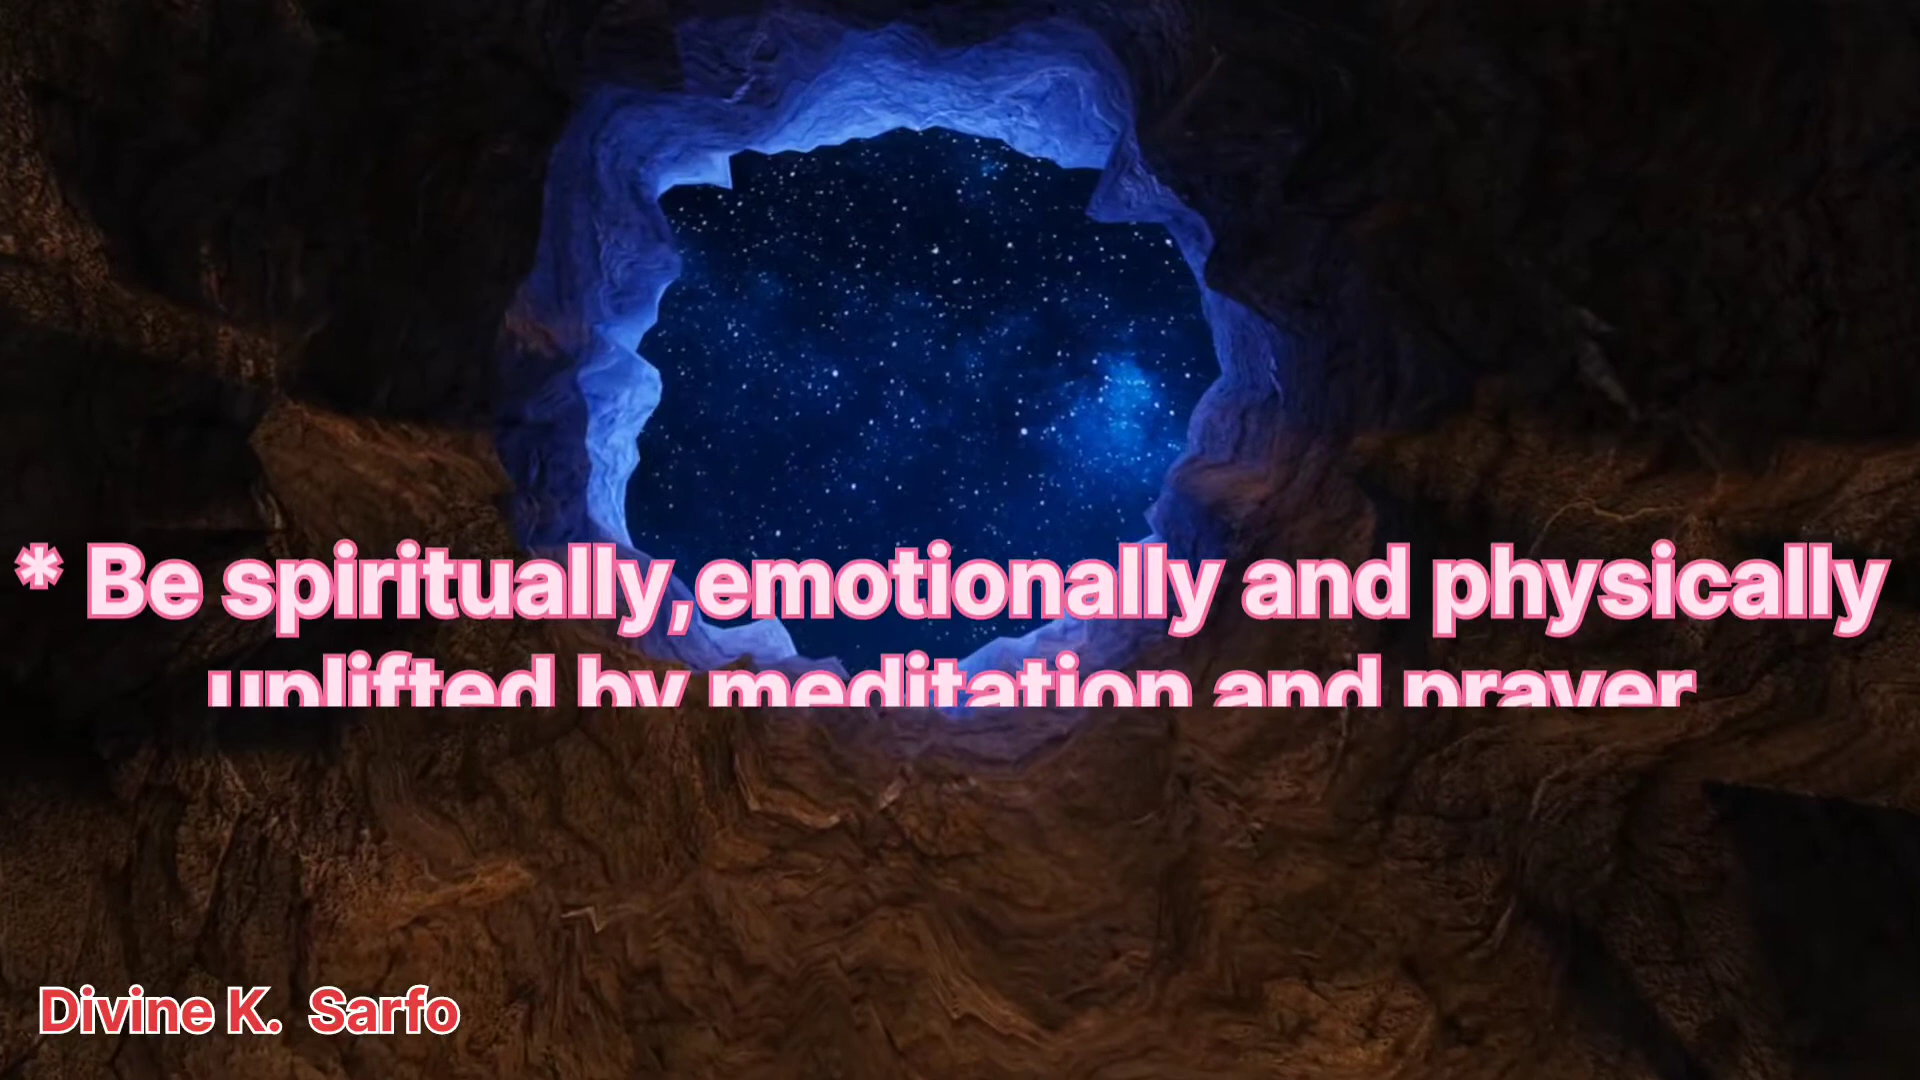 * Be spiritually,emotionally and physically
uplifted by meditation and prayer
Divine K. Sarfo